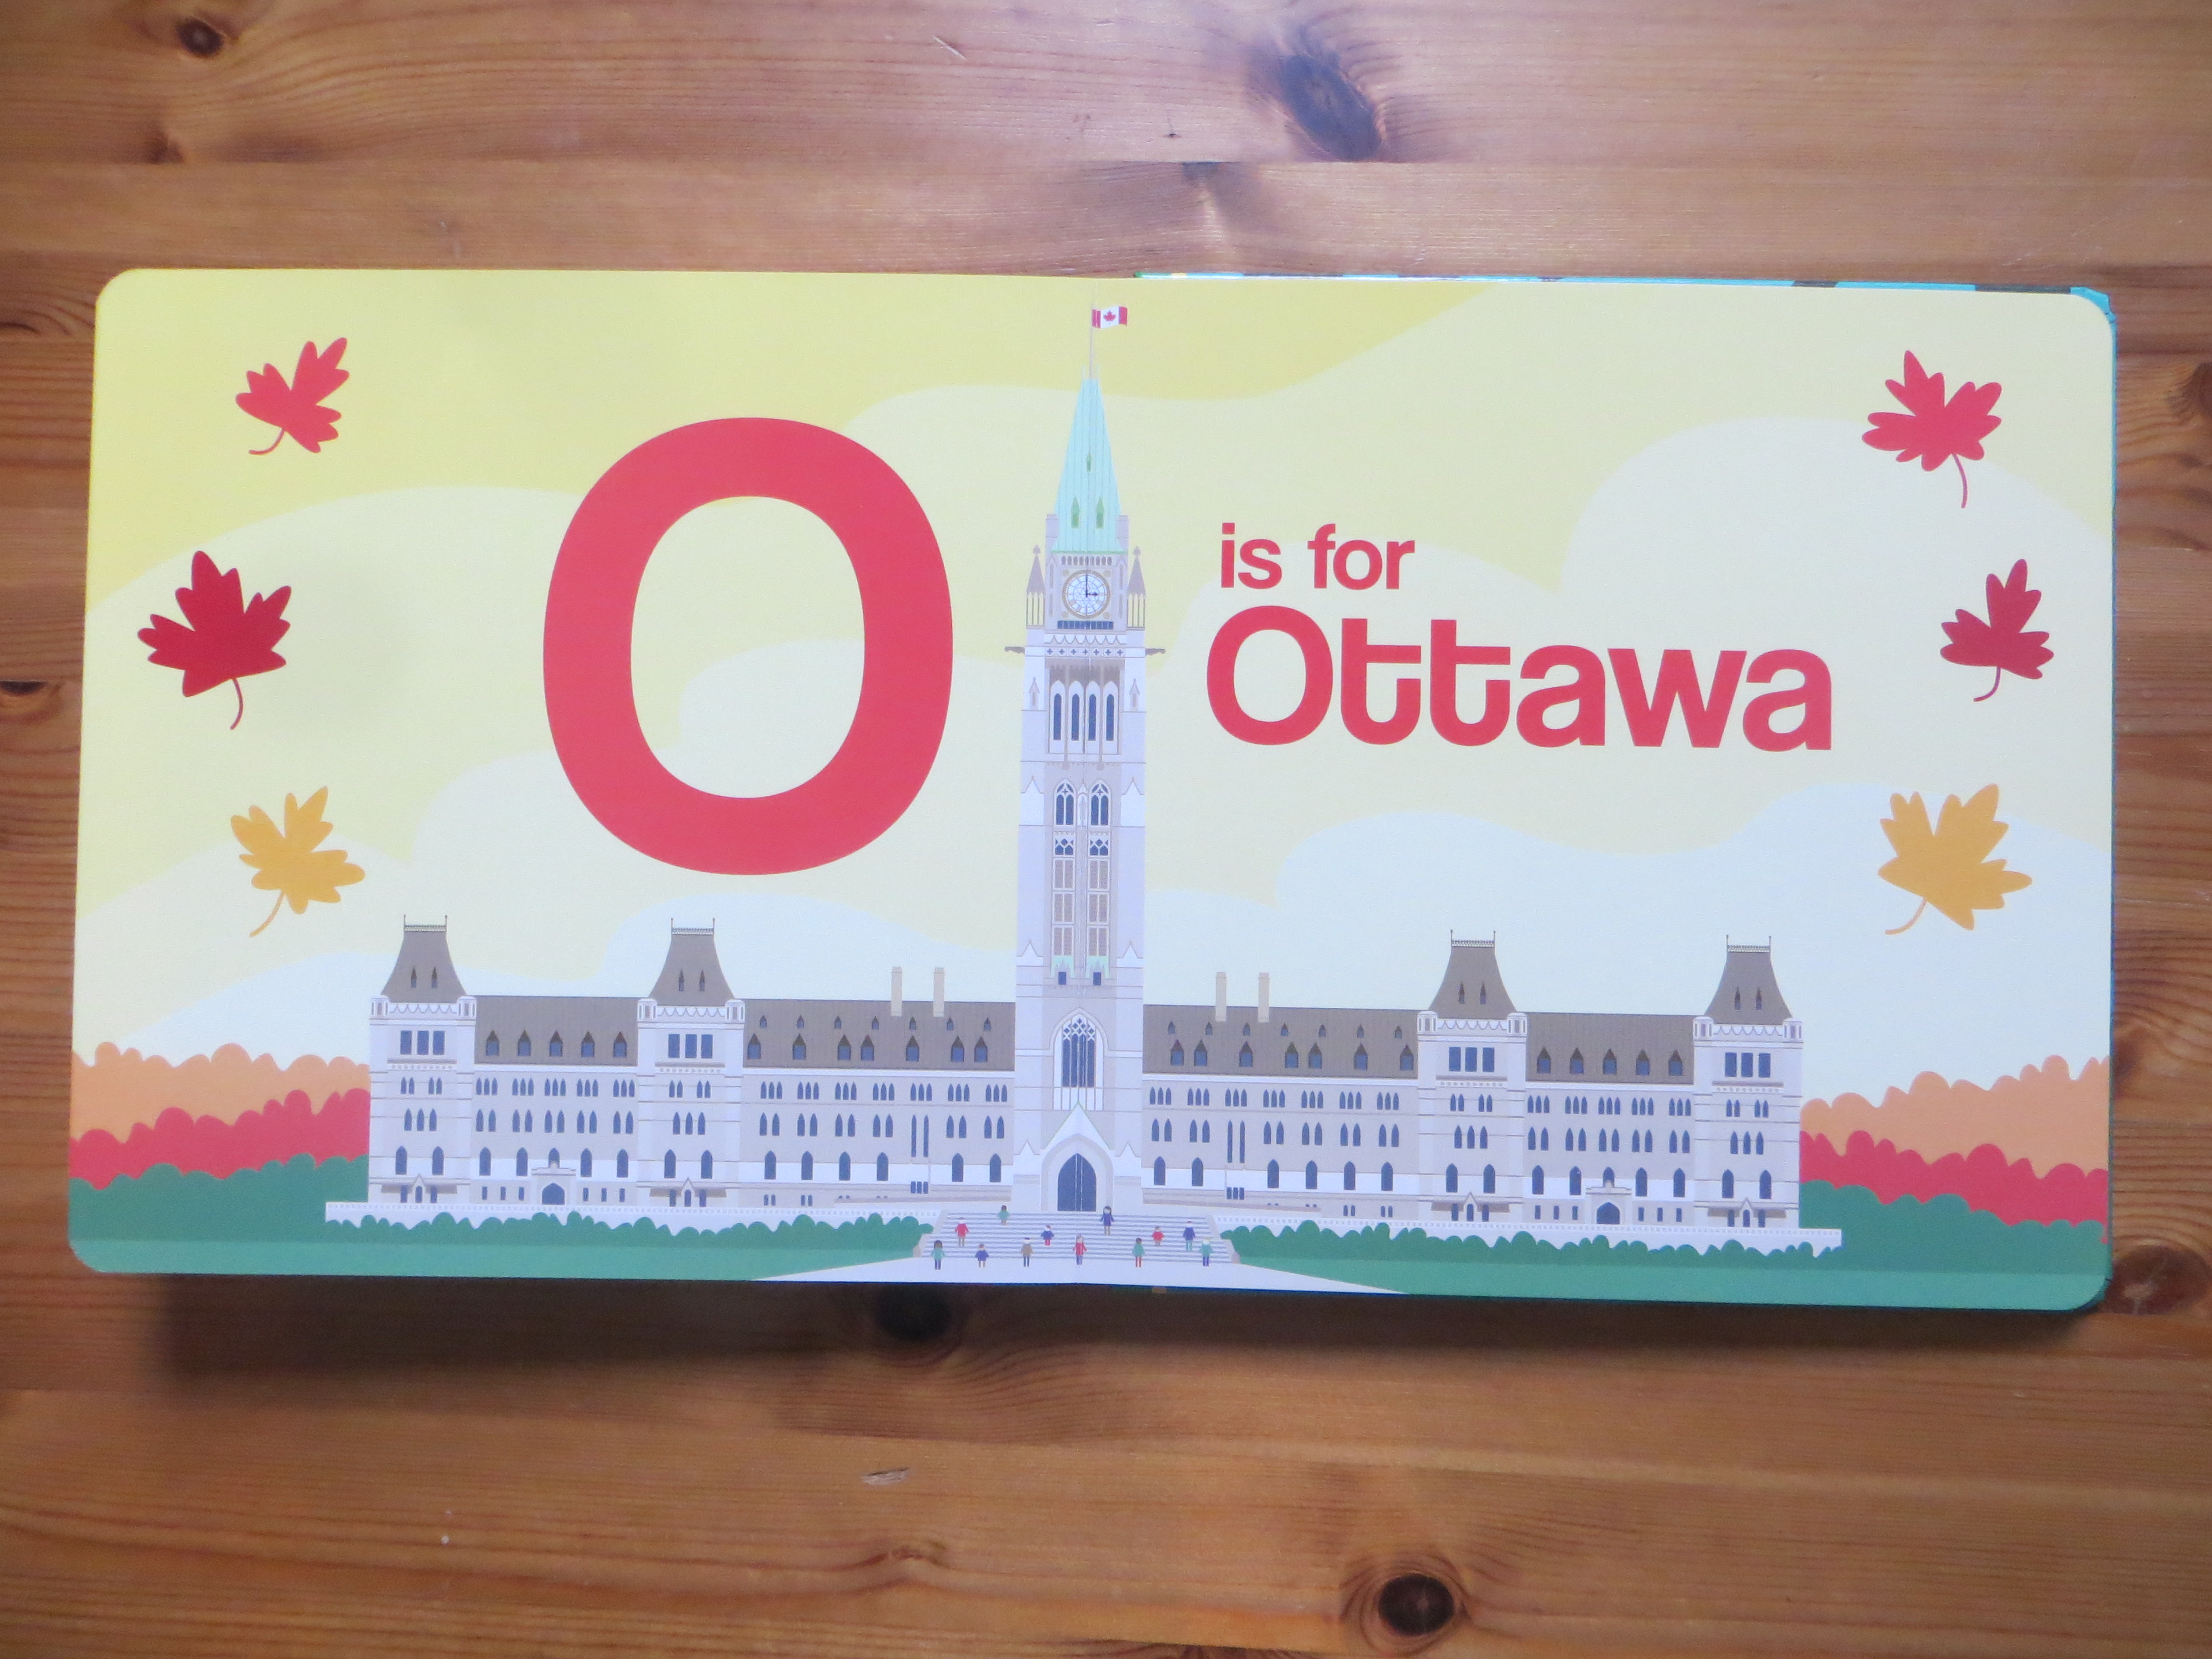 O
is for
Ottawa